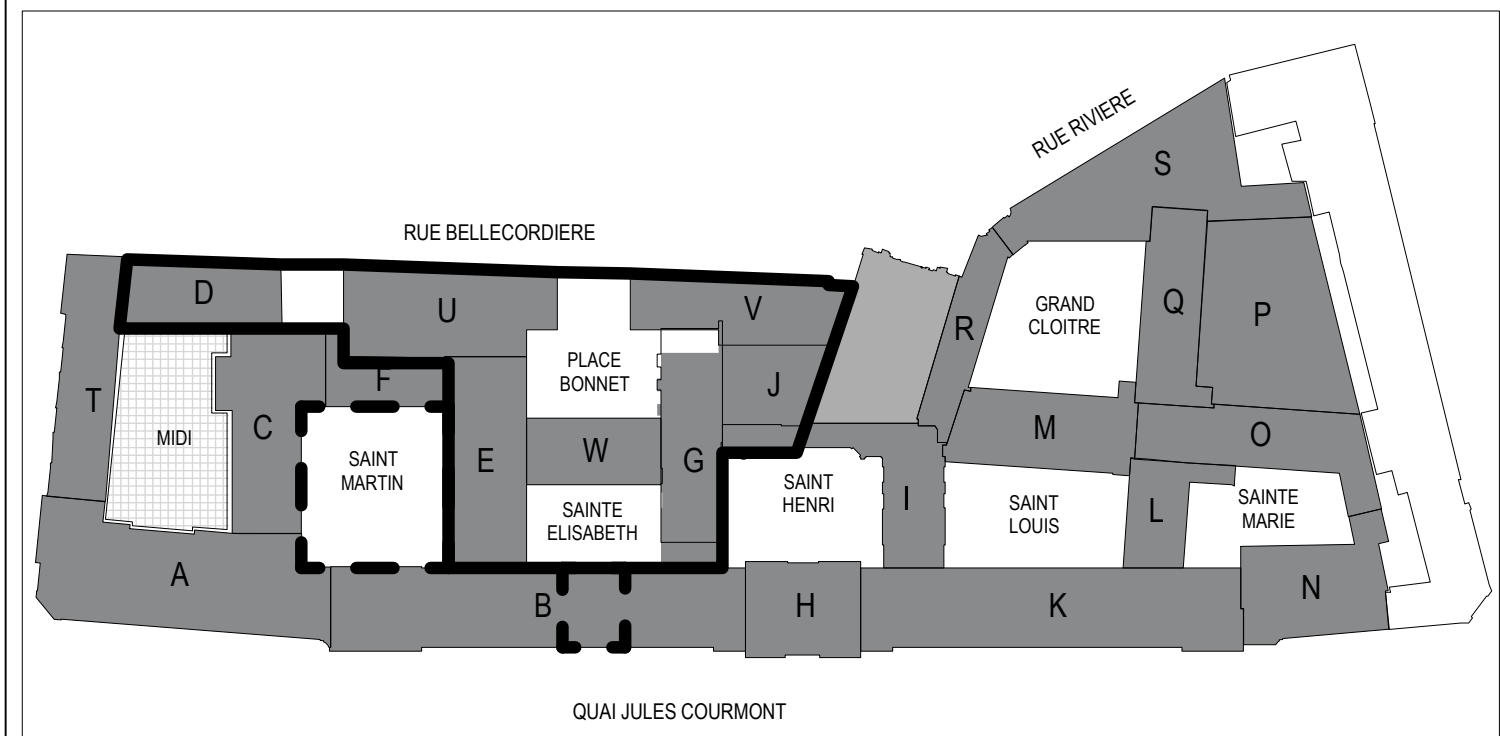 RUE RIVIERE
S
RUE BELLECORDIERE
D
U
V
GRAND
CLOITRE
Q
P
R
PLACE
BONNET
F
J
T
MIDI
C
SAINT
MARTIN
E
W
G
M
O
SAINT
HENRI
I
SAINT
LOUIS
L
SAINTE
MARIE
SAINTE
ELISABETH
A
B
H
K
N
QUAI JULES COURMONT